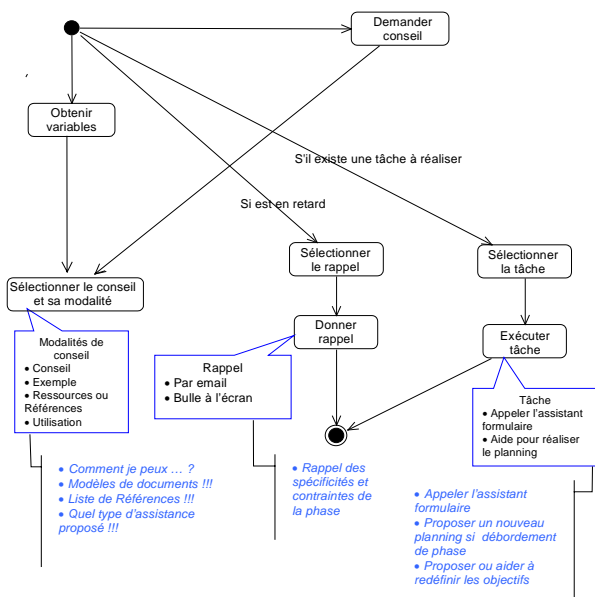 Demander
conseil
Obtenir
variables
S'il existe une tâche à réaliser
Si est en retard
Sélectionner
le rappel
Sélectionner
la tâche
Sélectionner le conseil
et sa modalité
Donner
rappel
Exécuter
tâche
Modalités de
conseil
• Conseil
• Exemple
• Ressources ou
Références
• Utilisation
Rappel
• Par email
• Bulle à l'écran
Tâche
• Appeler l'assistant
formulaire
• Aide pour réaliser
le planning
• Comment je peux … ?
• Modèles de documents !!!
• Liste de Références !!!
• Quel type d'assistance
proposé !!!
• Rappel des
spécificités et
contraintes de
la phase
• Appeler l'assistant
formulaire
• Proposer un nouveau
planning si débordement
de phase
• Proposer ou aider à
redéfinir les objectifs